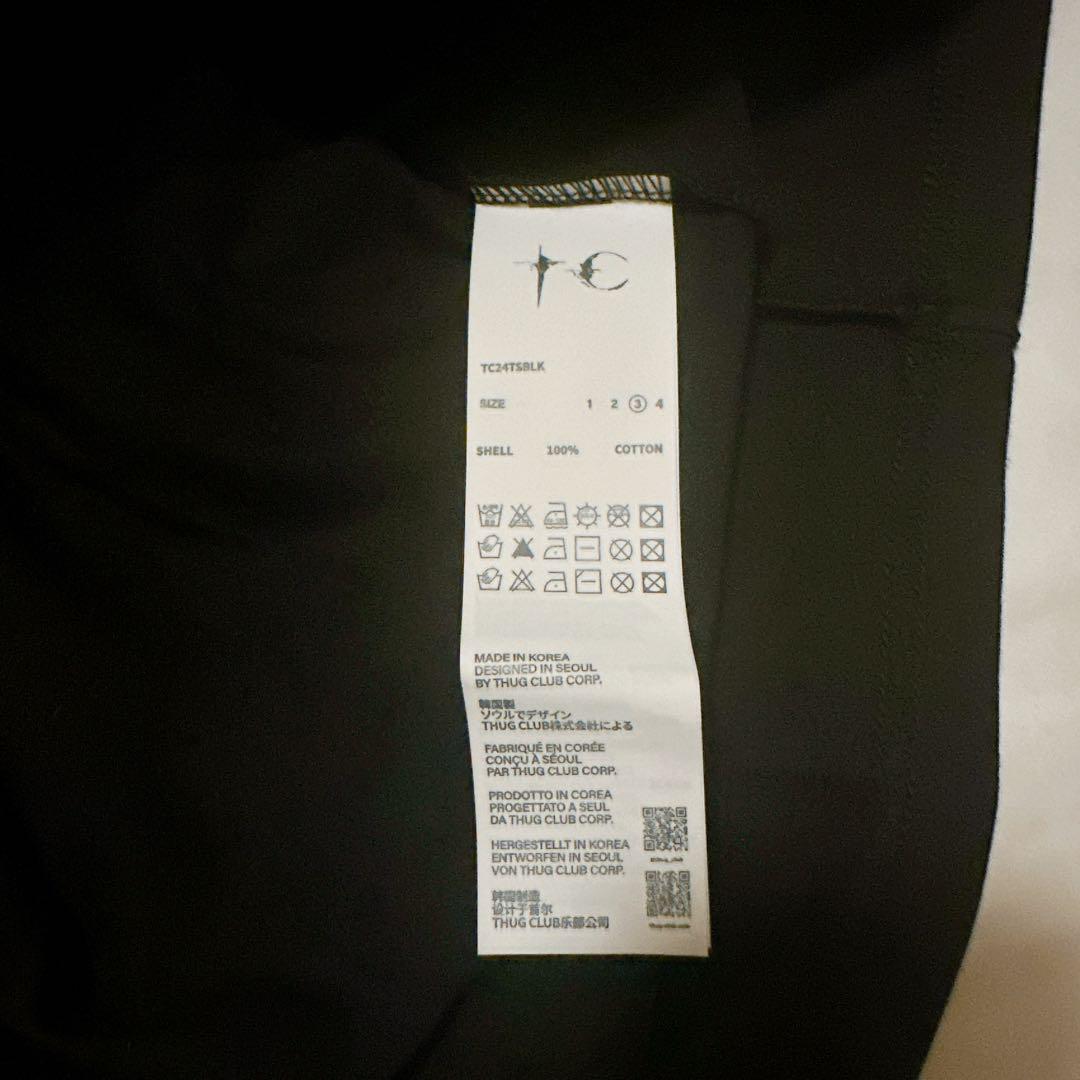 TC
TC24TSBLK
SIZE 1 2 3 4
SHELL 100% COTTON
MADE IN KOREA
DESIGNED IN SEOUL
BY THUG CLUB CORP.
韓国製
ソウルでデザイン
THUG CLUB株式会社による
FABRIQUÉ EN CORÉE
CONÇU À SÉOUL
PAR THUG CLUB CORP.
PRODOTTO IN COREA
PROGETTATO A SEUL
DA THUG CLUB CORP.
HERGESTELLT IN KOREA
ENTWORFEN IN SEOUL
VON THUG CLUB CORP.
韩国制造
设计于首尔
THUG CLUB乐部公司